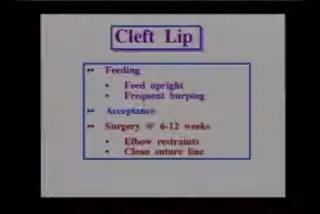 Cleft Lip
Feeding
Feed upright
Frequent burping
Acceptance
Surgery @ 6-12 weeks
Elbow restraints
Clean suture line